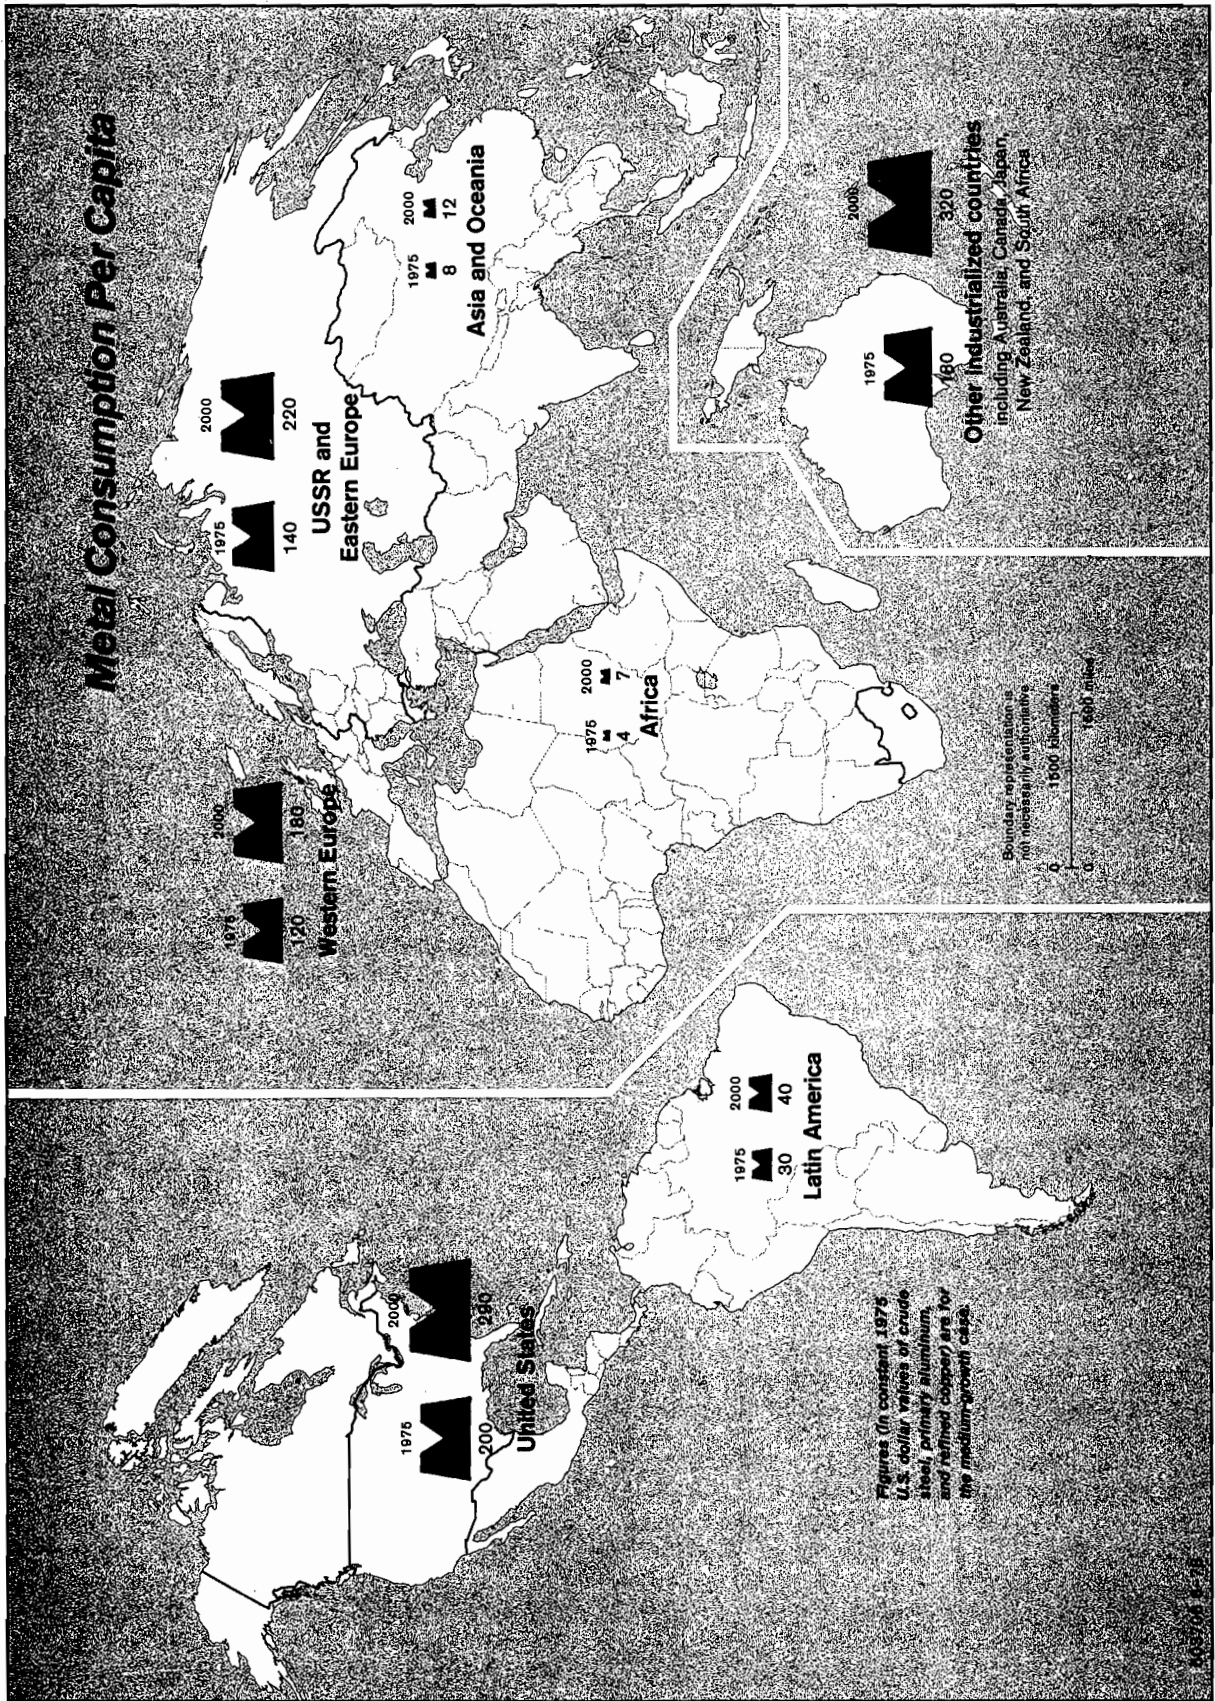 Metal Consumption Per Capita
1975
200
2000
290
United States
1975
120
2000
180
Western Europe
1975
140
2000
220
USSR and
Eastern Europe
1975
8
2000
12
Asia and Oceania
1975
4
2000
7
Africa
1975
30
2000
40
Latin America
1975
180
2000
320
Other Industrialized countries
including Australia, Canada, Japan,
New Zealand, and South Africa
Figures (in constant 1975
U.S. dollar values of crude
steel, primary aluminum,
and refined copper) are for
the medium-growth case.
Boundary representation is
not necessarily authoritative
0 1500 kilometers
0 1500 miles